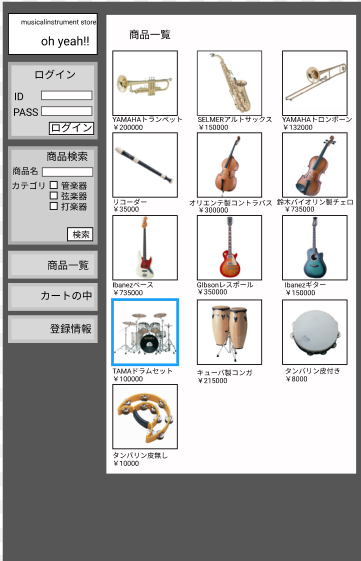 musicalinstrument store
oh yeah!!
ログイン
ID
PASS
ログイン
商品検索
商品名
カテゴリ 管楽器
弦楽器
打楽器
検索
商品一覧
カートの中
登録情報
商品一覧
YAMAHAトランペット
￥200000
SELMERアルトサックス
￥150000
YAMAHAトロンボーン
￥132000
リコーダー
￥35000
オリエンテ製コントラバス
￥300000
鈴木バイオリン製チェロ
￥735000
Ibanezベース
￥735000
GIbsonレスポール
￥350000
Ibanezギター
￥150000
TAMAドラムセット
￥100000
キューバ製コンガ
￥215000
タンバリン皮付き
￥8000
タンバリン皮無し
￥10000